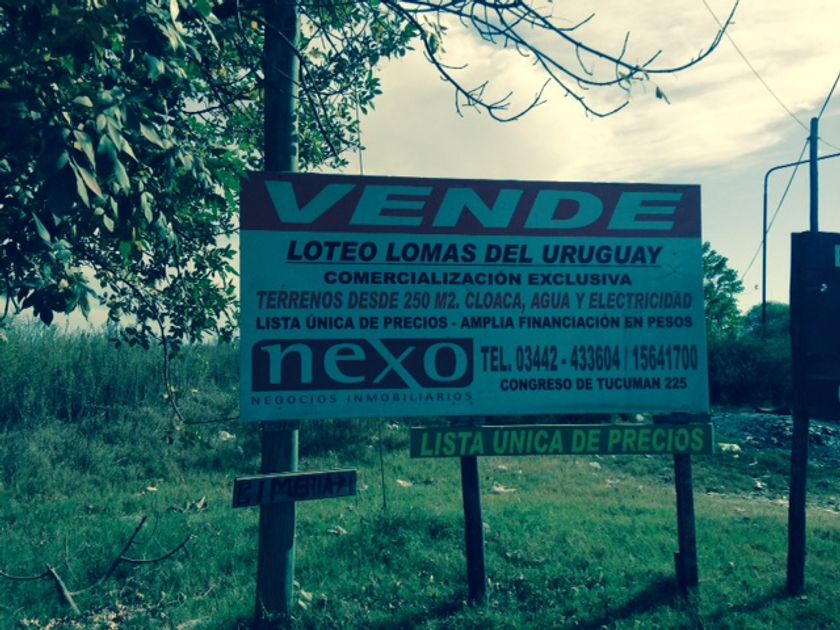 VENDE
LOTEO LOMAS DEL URUGUAY
COMERCIALIZACIÓN EXCLUSIVA
TERRENOS DESDE 250 M2. CLOACA, AGUA Y ELECTRICIDAD
LISTA ÚNICA DE PRECIOS - AMPLIA FINANCIACIÓN EN PESOS
nexo
NEGOCIOS INMOBILIARIOS
TEL. 03442 - 433604 / 15641700
CONGRESO DE TUCUMAN 225
LISTA ÚNICA DE PRECIOS